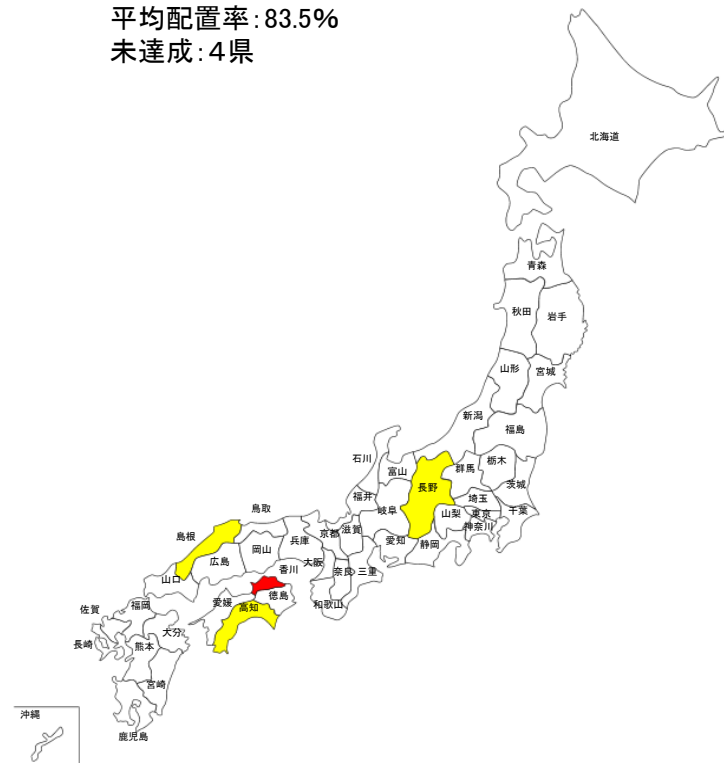 平均配置率:83.5%
未達成:4県
北海道
青森
秋田
岩手
山形
宮城
新潟
福島
石川
富山
群馬
栃木
長野
茨城
福井
岐阜
埼玉
山梨
東京
千葉
神奈川
鳥取
京都
滋賀
愛知
静岡
島根
岡山
兵庫
大阪
広島
香川
奈良
三重
山口
徳島
和歌山
愛媛
高知
福岡
佐賀
大分
長崎
熊本
宮崎
鹿児島
沖縄